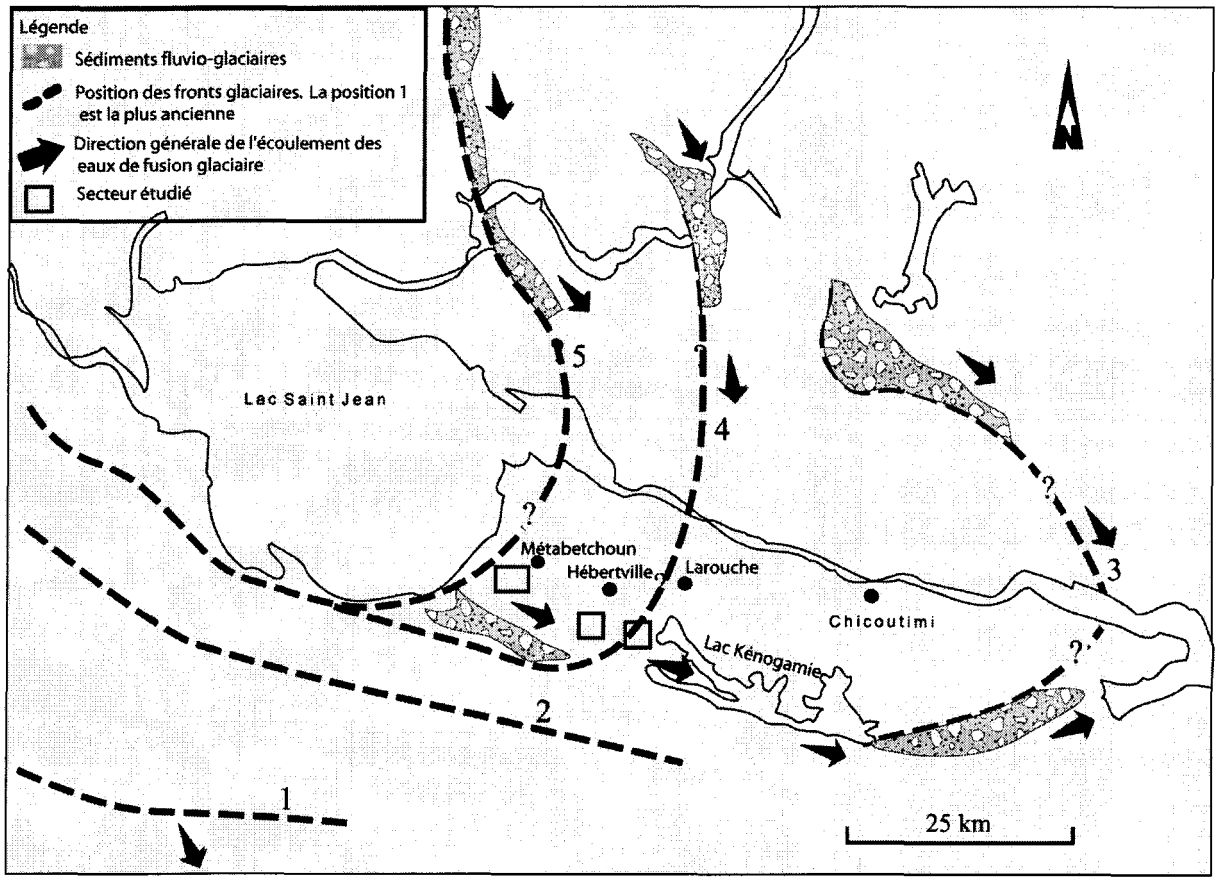 Légende
Sédiments fluvio-glaciaires
Position des fronts glaciaires. La position 1
est la plus ancienne
Direction générale de l'écoulement des
eaux de fusion glaciaire
Secteur étudié
N
5
?
Lac Saint Jean
4
?
?
Métabetchoun
Hébertville
?
Larouche
3
Chicoutimi
?
Lac Kénogamie
2
1
25 km